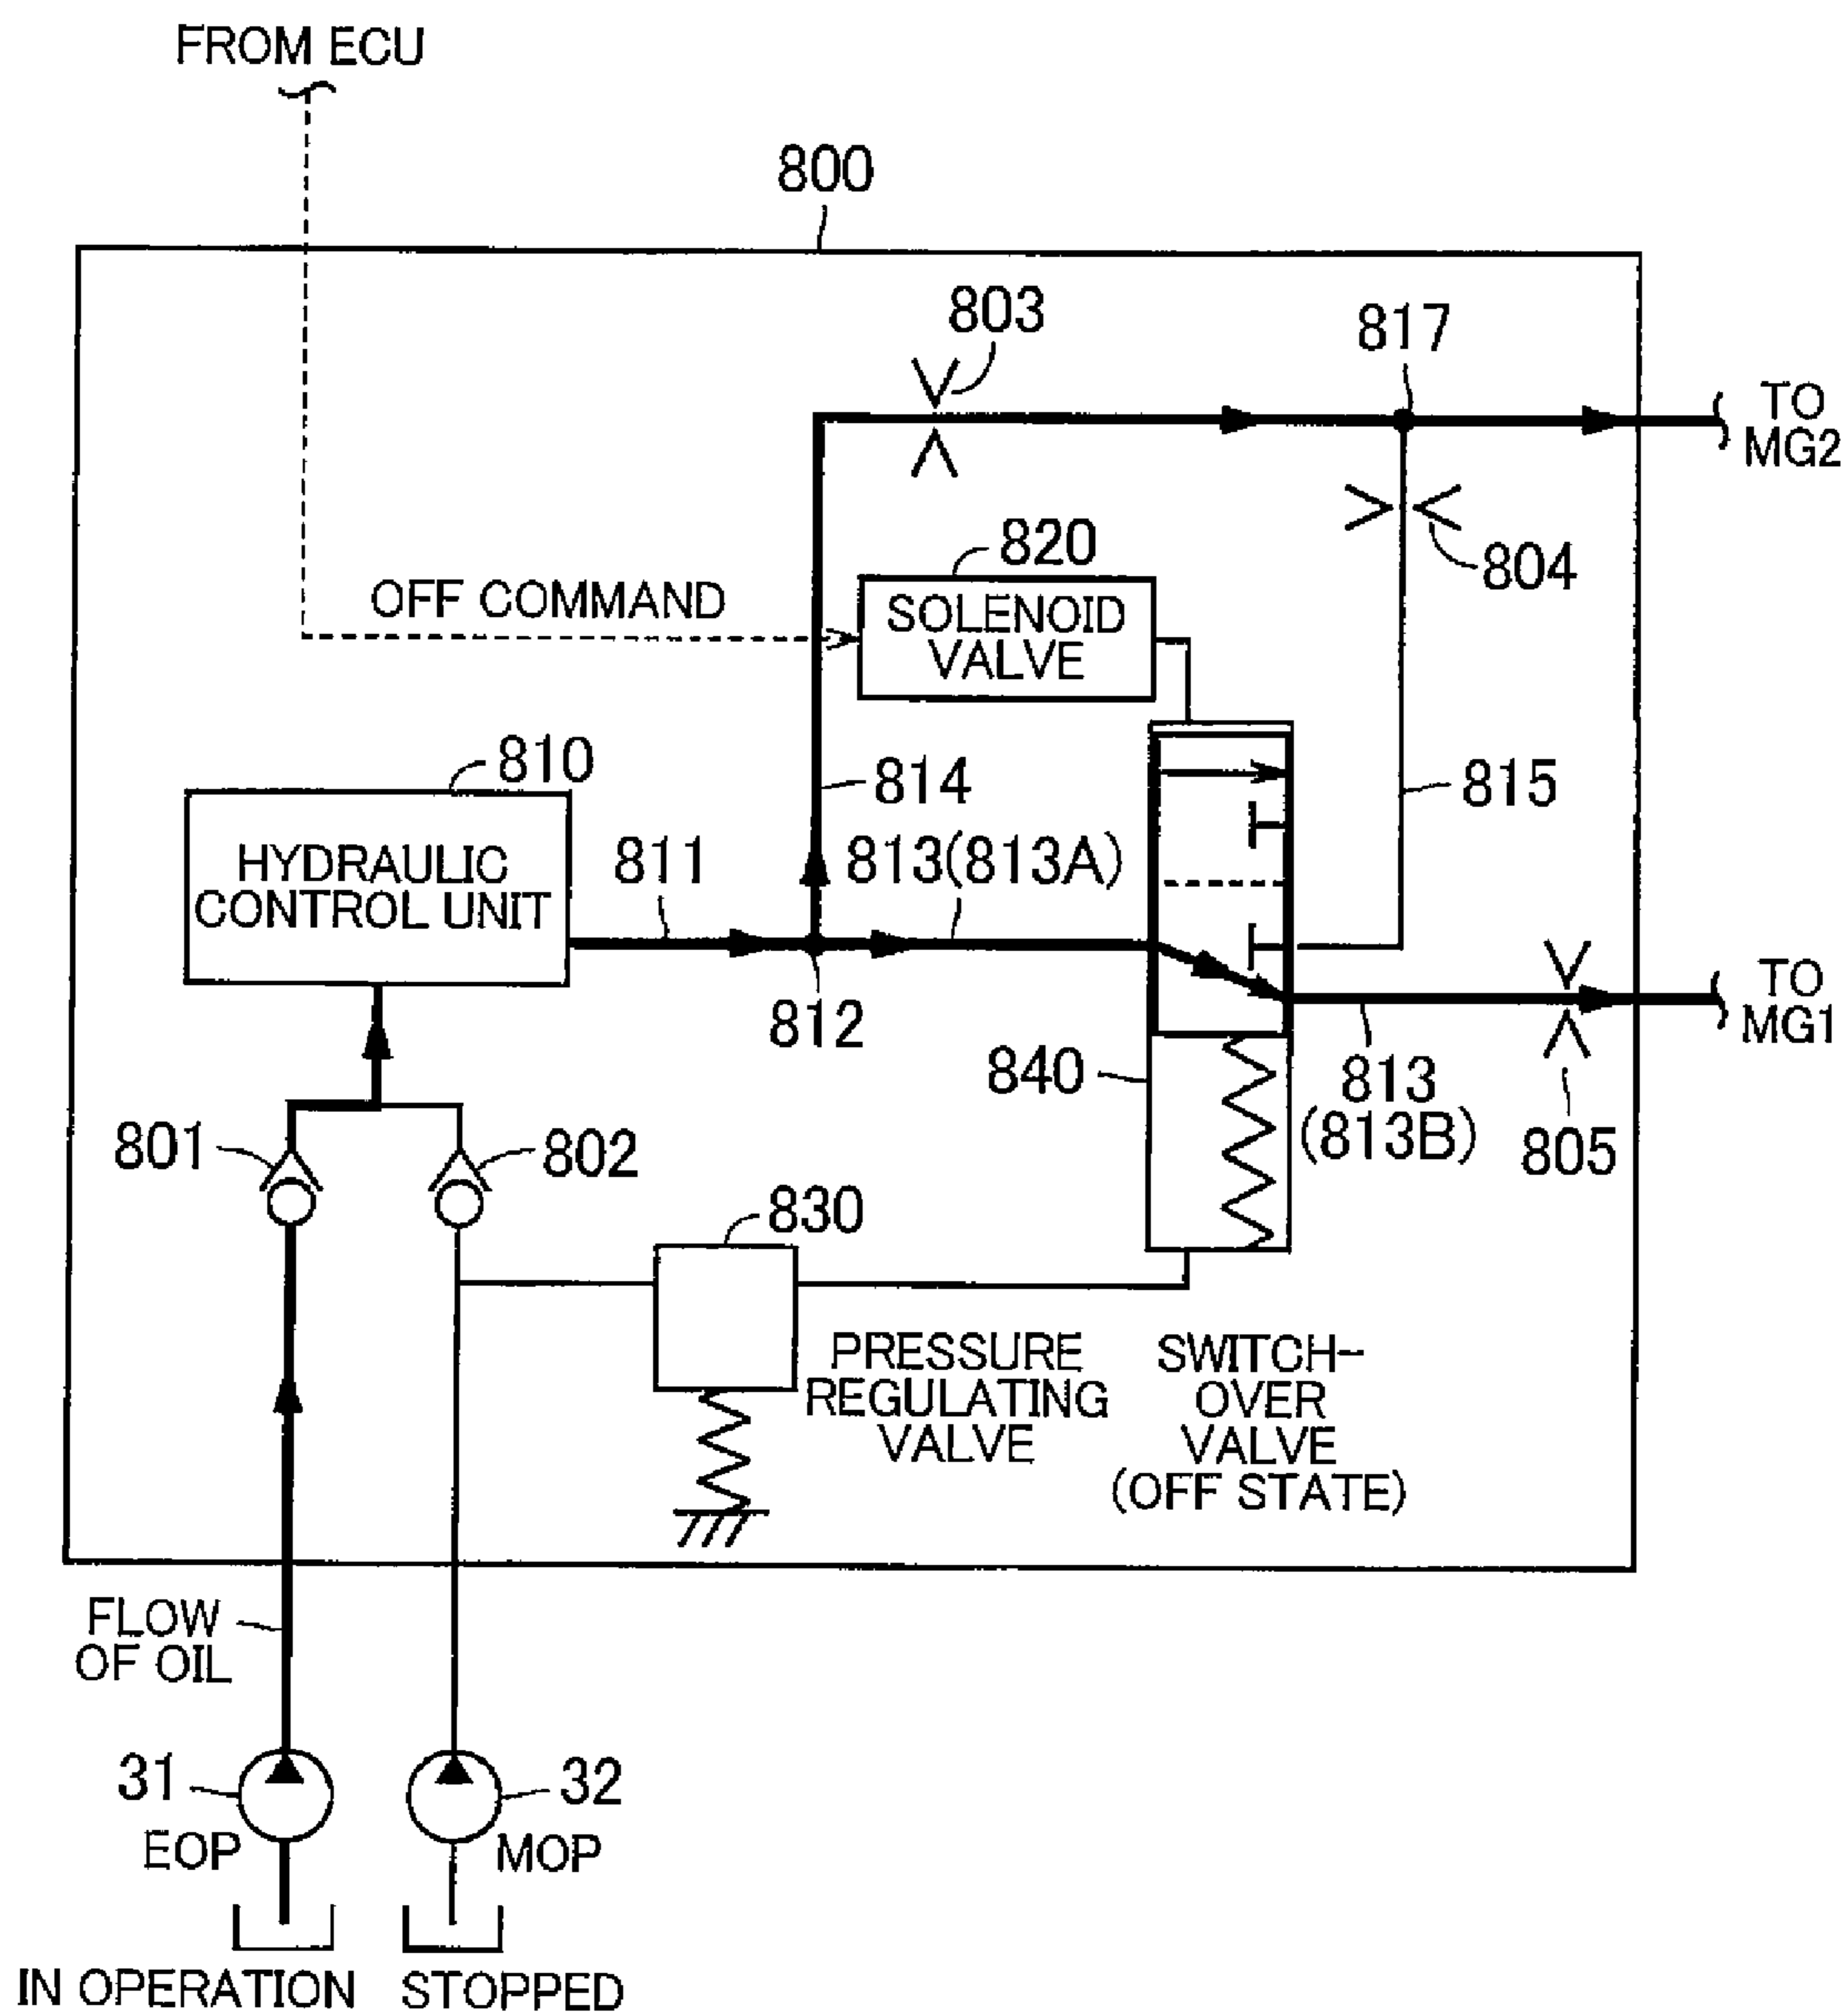 FROM ECU
800
803
817
TO
MG2
820
804
OFF COMMAND
SOLENOID
VALVE
810
814
815
HYDRAULIC
CONTROL UNIT
811
813(813A)
812
TO
MG1
840
813
(813B)
805
801
802
830
PRESSURE
REGULATING
VALVE
SWITCH-
OVER
VALVE
(OFF STATE)
FLOW
OF OIL
31
EOP
32
MOP
IN OPERATION
STOPPED